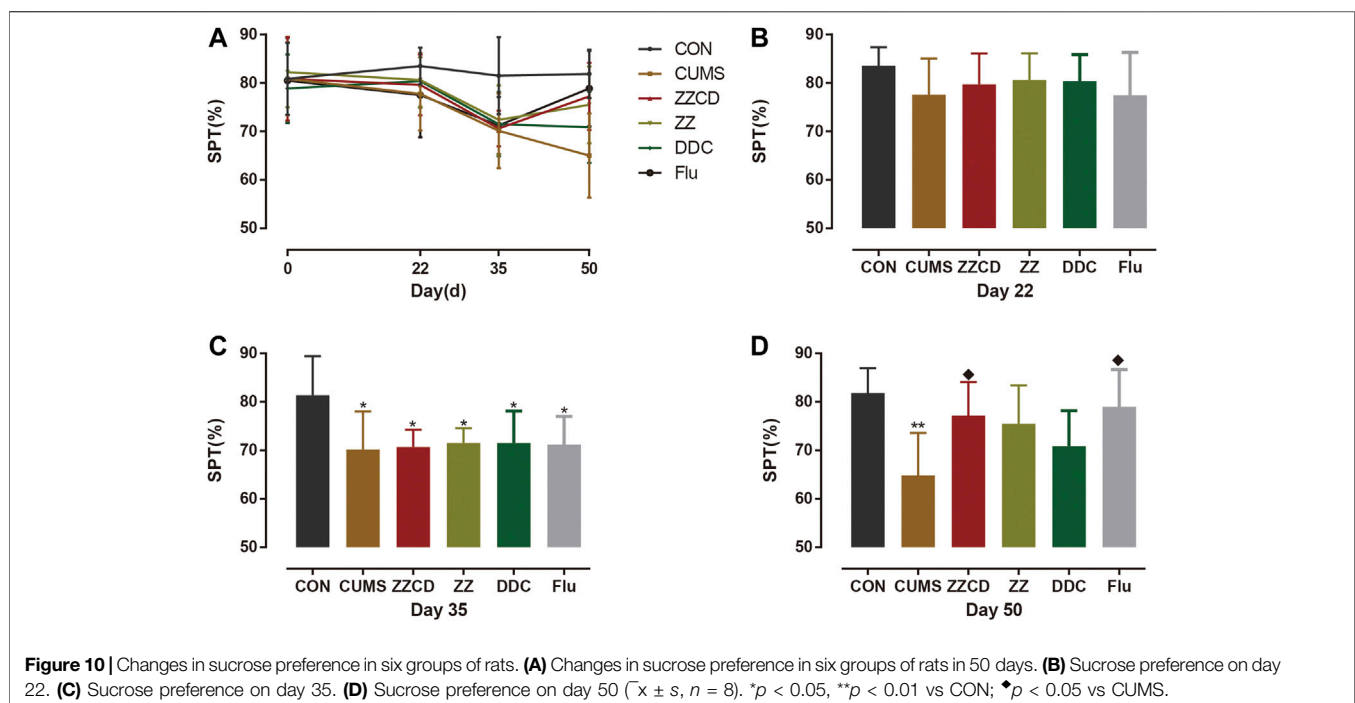 A
90
80
70
60
50
SPT(%)
0
22
35
50
Day(d)
CON
CUMS
ZZCD
ZZ
DDC
Flu
B
90
80
70
60
50
SPT(%)
CON CUMS ZZCD ZZ DDC Flu
Day 22
C
90
80
70
60
50
SPT(%)
* * * * *
CON CUMS ZZCD ZZ DDC Flu
Day 35
D
90
80
70
60
50
SPT(%)
** ◆ ◆
CON CUMS ZZCD ZZ DDC Flu
Day 50
Figure 10 | Changes in sucrose preference in six groups of rats. (A) Changes in sucrose preference in six groups of rats in 50 days. (B) Sucrose preference on day
22. (C) Sucrose preference on day 35. (D) Sucrose preference on day 50 (¯x ± s, n = 8). *p < 0.05, **p < 0.01 vs CON; ◆p < 0.05 vs CUMS.